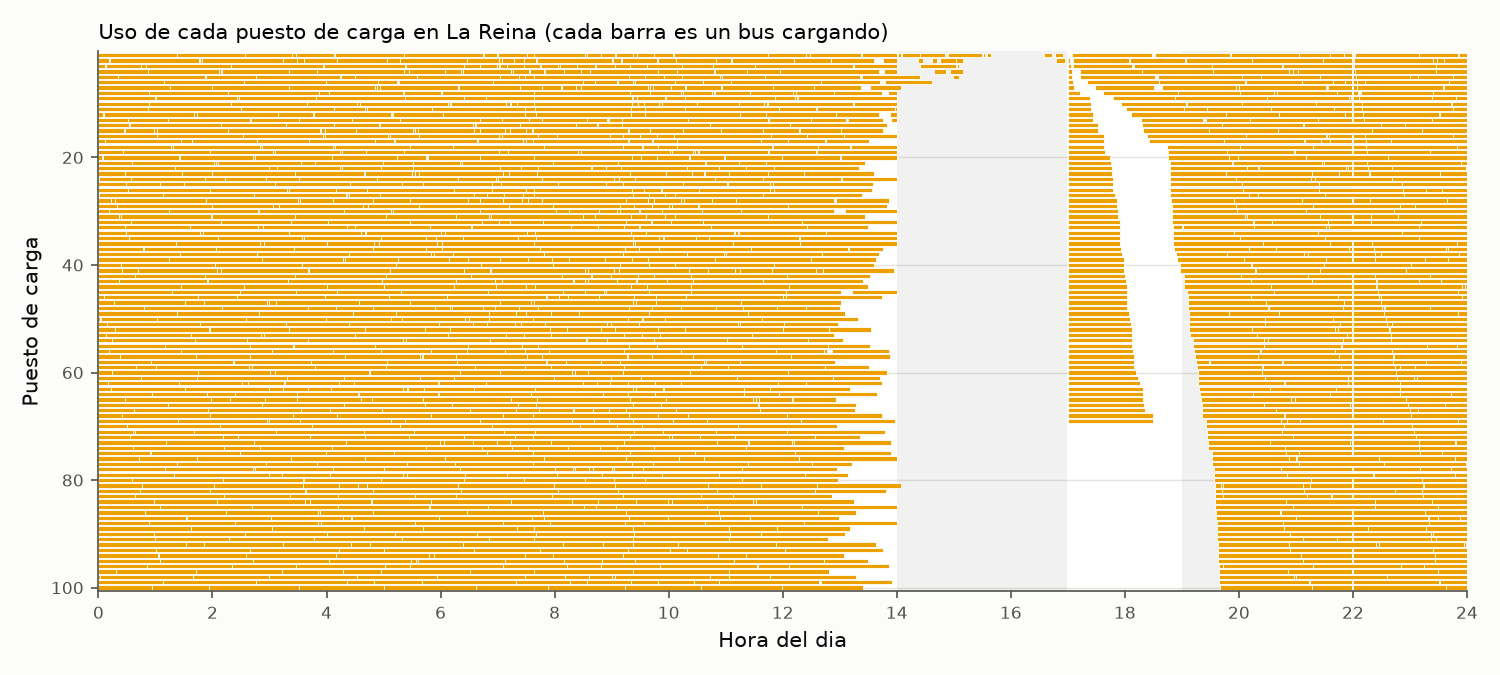 Uso de cada puesto de carga en La Reina (cada barra es un bus cargando)
Puesto de carga
20
40
60
80
100
0 2 4 6 8 10 12 14 16 18 20 22 24
Hora del dia